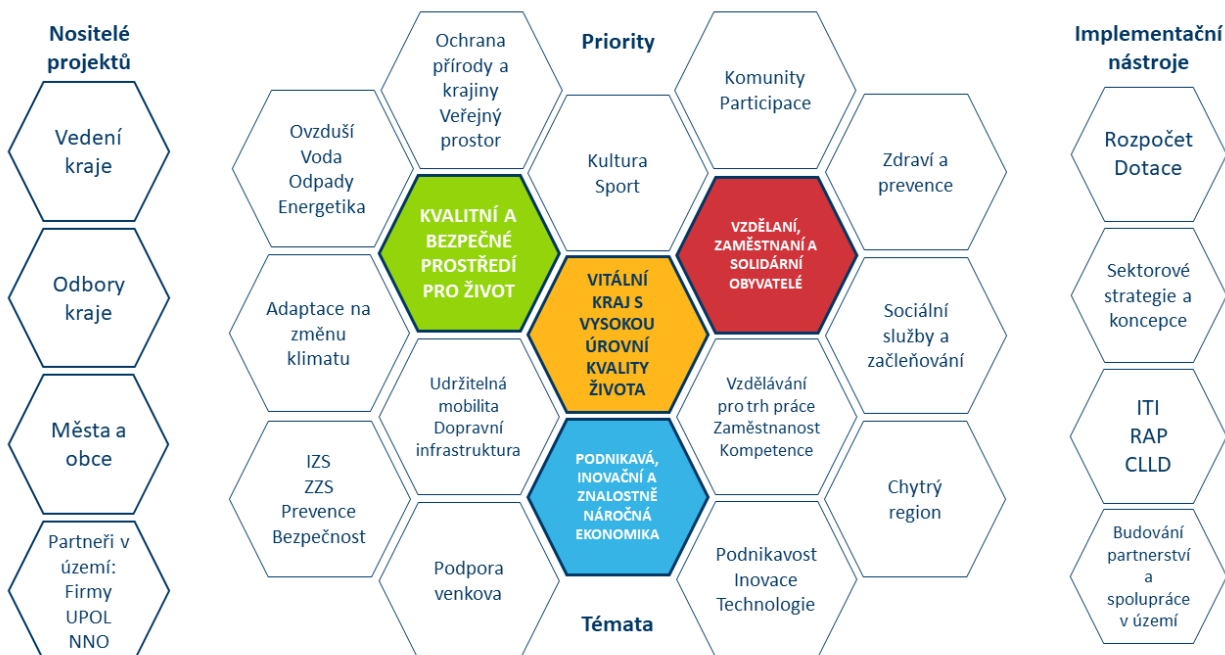 Nositelé
projektů
Vedení
kraje
Odbory
kraje
Města a
obce
Partneři v
území:
Firmy
UPOL
NNO
Priority
Ochrana
přírody a
krajiny
Veřejný
prostor
Komunity
Participace
Ovzduší
Voda
Odpady
Energetika
Kultura
Sport
Zdraví a
prevence
KVALITNÍ A
BEZPEČNÉ
PROSTŘEDÍ
PRO ŽIVOT
VZDĚLANÍ,
ZAMĚSTNANÍ A
SOLIDÁRNÍ
OBYVATELÉ
Adaptace na
změnu
klimatu
VITÁLNÍ
KRAJ S
VYSOKOU
ÚROVNÍ
KVALITY
ŽIVOTA
Sociální
služby a
začleňování
Udržitelná
mobilita
Dopravní
infrastruktura
Vzdělávání
pro trh práce
Zaměstnanost
Kompetence
IZS
ZZS
Prevence
Bezpečnost
PODNIKAVÁ,
INOVAČNÍ A
ZNALOSTNĚ
NÁROČNÁ
EKONOMIKA
Chytrý
region
Podpora
venkova
Podnikavost
Inovace
Technologie
Témata
Implementační
nástroje
Rozpočet
Dotace
Sektorové
strategie a
koncepce
ITI
RAP
CLLD
Budování
partnerství
a
spolupráce
v území